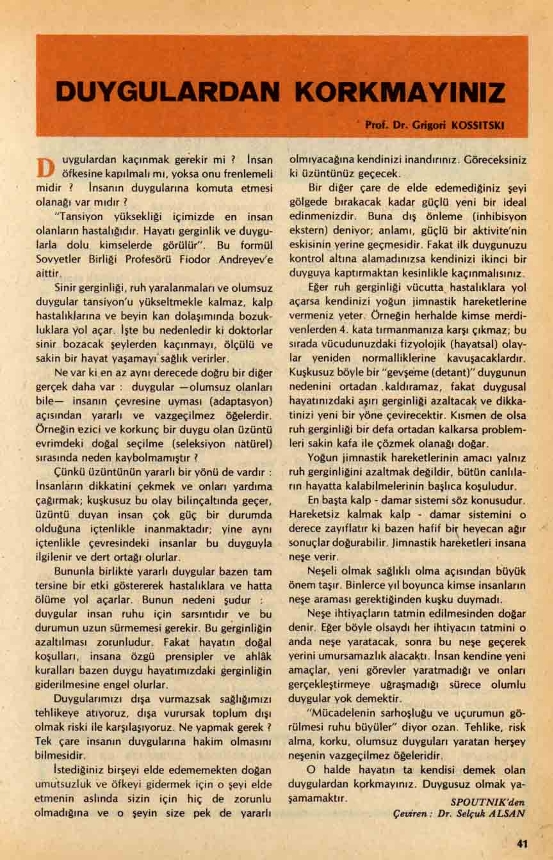 DUYGULARDAN KORKMAYINIZ
Prof. Dr. Grigori KOSSITSKI
Duygulardan kaçınmak gerekir mi ? İnsan
öfkesine kapılmalı mı, yoksa onu frenlemeli
midir ? İnsanın duygularına komuta etmesi
olanağı var mıdır ?
"Tansiyon yüksekliği içimizde en insan
olanların hastalığıdır. Hayatı gerginlik ve duygu-
larla dolu kimselerde görülür". Bu formül
Sovyetler Birliği Profesörü Fiodor Andreyev'e
aittir.
Sinir gerginliği, ruh yaralanmaları ve olumsuz
duygular tansiyon'u yükseltmekle kalmaz, kalp
hastalıklarına ve beyin kan dolaşımında bozuk-
luklara yol açar. İşte bu nedenledir ki doktorlar
sinir bozacak şeylerden kaçınmayı, ölçülü ve
sakin bir hayat yaşamayı sağlık verirler.
Ne var ki en az aynı derecede doğru bir diğer
gerçek daha var : duygular —olumsuz olanları
bile— insanın çevresine uyması (adaptasyon)
açısından yararlı ve vazgeçilmez öğelerdir.
Örneğin ezici ve korkunç bir duygu olan üzüntü
evrimdeki doğal seçilme (seleksiyon natürel)
sırasında neden kaybolmamıştır ?
Çünkü üzüntünün yararlı bir yönü de vardır :
İnsanların dikkatini çekmek ve onları yardıma
çağırmak; kuşkusuz bu olay bilinçaltında geçer,
üzüntü duyan insan çok güç bir durumda
olduğuna içtenlikle inanmaktadır; yine aynı
içtenlikle çevresindeki insanlar bu duyguyla
ilgilenir ve dert ortağı olurlar.
Bununla birlikte yararlı duygular bazen tam
tersine bir etki göstererek hastalıklara ve hatta
ölüme yol açarlar. Bunun nedeni şudur :
duygular insan ruhu için sarsıntıdır ve bu
durumun uzun sürmemesi gerekir. Bu gerginliğin
azaltılması zorunludur. Fakat hayatın doğal
koşulları, insana özgü prensipler ve ahlâk
kuralları bazen duygu hayatımızdaki gerginliğin
giderilmesine engel olurlar.
Duygularımızı dışa vurmazsak sağlığımızı
tehlikeye atıyoruz, dışa vurursak toplum dışı
olmak riski ile karşılaşıyoruz. Ne yapmak gerek ?
Tek çare insanın duygularına hakim olmasını
bilmesidir.
İstediğiniz birşeyi elde edememekten doğan
umutsuzluk ve öfkeyi gidermek için o şeyi elde
etmenin aslında sizin için hiç de zorunlu
olmadığına ve o şeyin size pek de yararlı
olmıyacağına kendinizi inandırınız. Göreceksiniz
ki üzüntünüz geçecek.
Bir diğer çare de elde edemediğiniz şeyi
gölgede bırakacak kadar güçlü yeni bir ideal
edinmenizdir. Buna dış önleme (inhibisyon
ekstern) deniyor; anlamı, güçlü bir aktivite'nin
eskisinin yerine geçmesidir. Fakat ilk duygunuzu
kontrol altına alamadınızsa kendinizi ikinci bir
duyguya kaptırmaktan kesinlikle kaçınmalısınız.
Eğer ruh gerginliği vücutta hastalıklara yol
açarsa kendinizi yoğun jimnastik hareketlerine
vermeniz yeter. Örneğin herhalde kimse merdi-
venlerden 4. kata tırmanmanıza karşı çıkmaz; bu
sırada vücudunuzdaki fizyolojik (hayatsal) olay-
lar yeniden normalliklerine kavuşacaklardır.
Kuşkusuz böyle bir "gevşeme (detant)" duygunun
nedenini ortadan kaldıramaz, fakat duygusal
hayatınızdaki aşırı gerginliği azaltacak ve dikka-
tinizi yeni bir yöne çevirecektir. Kısmen de olsa
ruh gerginliği bir defa ortadan kalkarsa problem-
leri sakin kafa ile çözmek olanağı doğar.
Yoğun jimnastik hareketlerinin amacı yalnız
ruh gerginliğini azaltmak değildir, bütün canlıla-
rın hayatta kalabilmelerinin başlıca koşuludur.
En başta kalp - damar sistemi söz konusudur.
Hareketsiz kalmak kalp - damar sistemini o
derece zayıflatır ki bazen hafif bir heyecan ağır
sonuçlar doğurabilir. Jimnastik hareketleri insana
neşe verir.
Neşeli olmak sağlıklı olma açısından büyük
önem taşır. Binlerce yıl boyunca kimse insanların
neşe araması gerektiğinden kuşku duymadı.
Neşe ihtiyaçların tatmin edilmesinden doğar
denir. Eğer böyle olsaydı her ihtiyacın tatmini o
anda neşe yaratacak, sonra bu neşe geçerek
yerini umursamazlık alacaktı. İnsan kendine yeni
amaçlar, yeni görevler yaratmadığı ve onları
gerçekleştirmeye uğraşmadığı sürece olumlu
duygular yok demektir.
"Mücadelenin sarhoşluğu ve uçurumun gö-
rülmesi ruhu büyüler" diyor ozan. Tehlike, risk
alma, korku, olumsuz duyguları yaratan herşey
neşenin vazgeçilmez öğeleridir.
O halde hayatın ta kendisi demek olan
duygulardan korkmayınız. Duygusuz olmak ya-
şamamaktır.
SPOUTNIK'den
Çeviren : Dr. Selçuk ALSAN
41